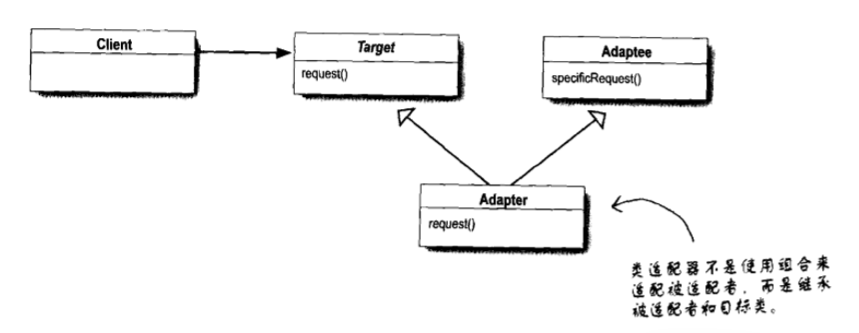 Client
Target
request()
Adaptee
specificRequest()
Adapter
request()
类适配器不是使用组合来
适配被适配者，而是继承
被适配者和目标类。